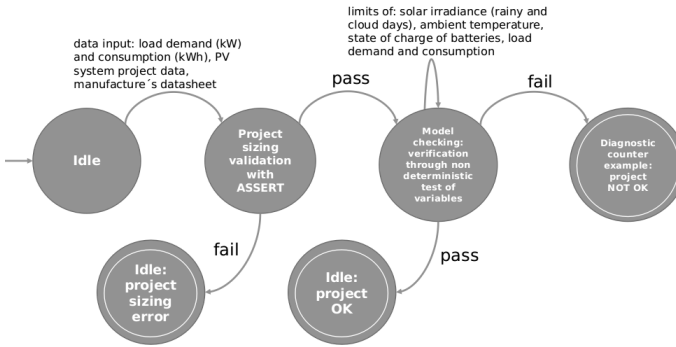 limits of: solar irradiance (rainy and
cloud days), ambient temperature,
state of charge of batteries, load
demand and consumption
data input: load demand (kW)
and consumption (kWh), PV
system project data,
manufacture´s datasheet
pass
fail
Idle
Project
sizing
validation
with
ASSERT
Model
checking:
verification
through non
deterministic
test of
variables
Diagnostic
counter
example:
project
NOT OK
fail
pass
Idle:
project
sizing
error
Idle:
project
OK